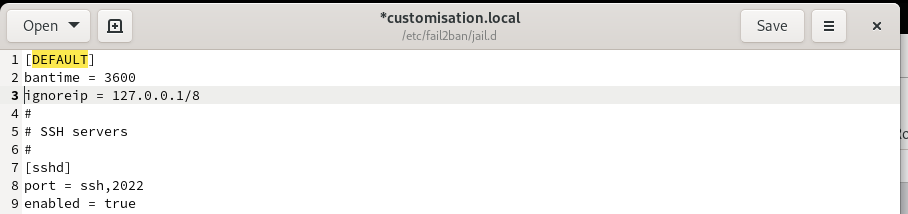 Open
*customisation.local
/etc/fail2ban/jail.d
Save
1 [DEFAULT]
2 bantime = 3600
3 ignoreip = 127.0.0.1/8
4 #
5 # SSH servers
6 #
7 [sshd]
8 port = ssh,2022
9 enabled = true